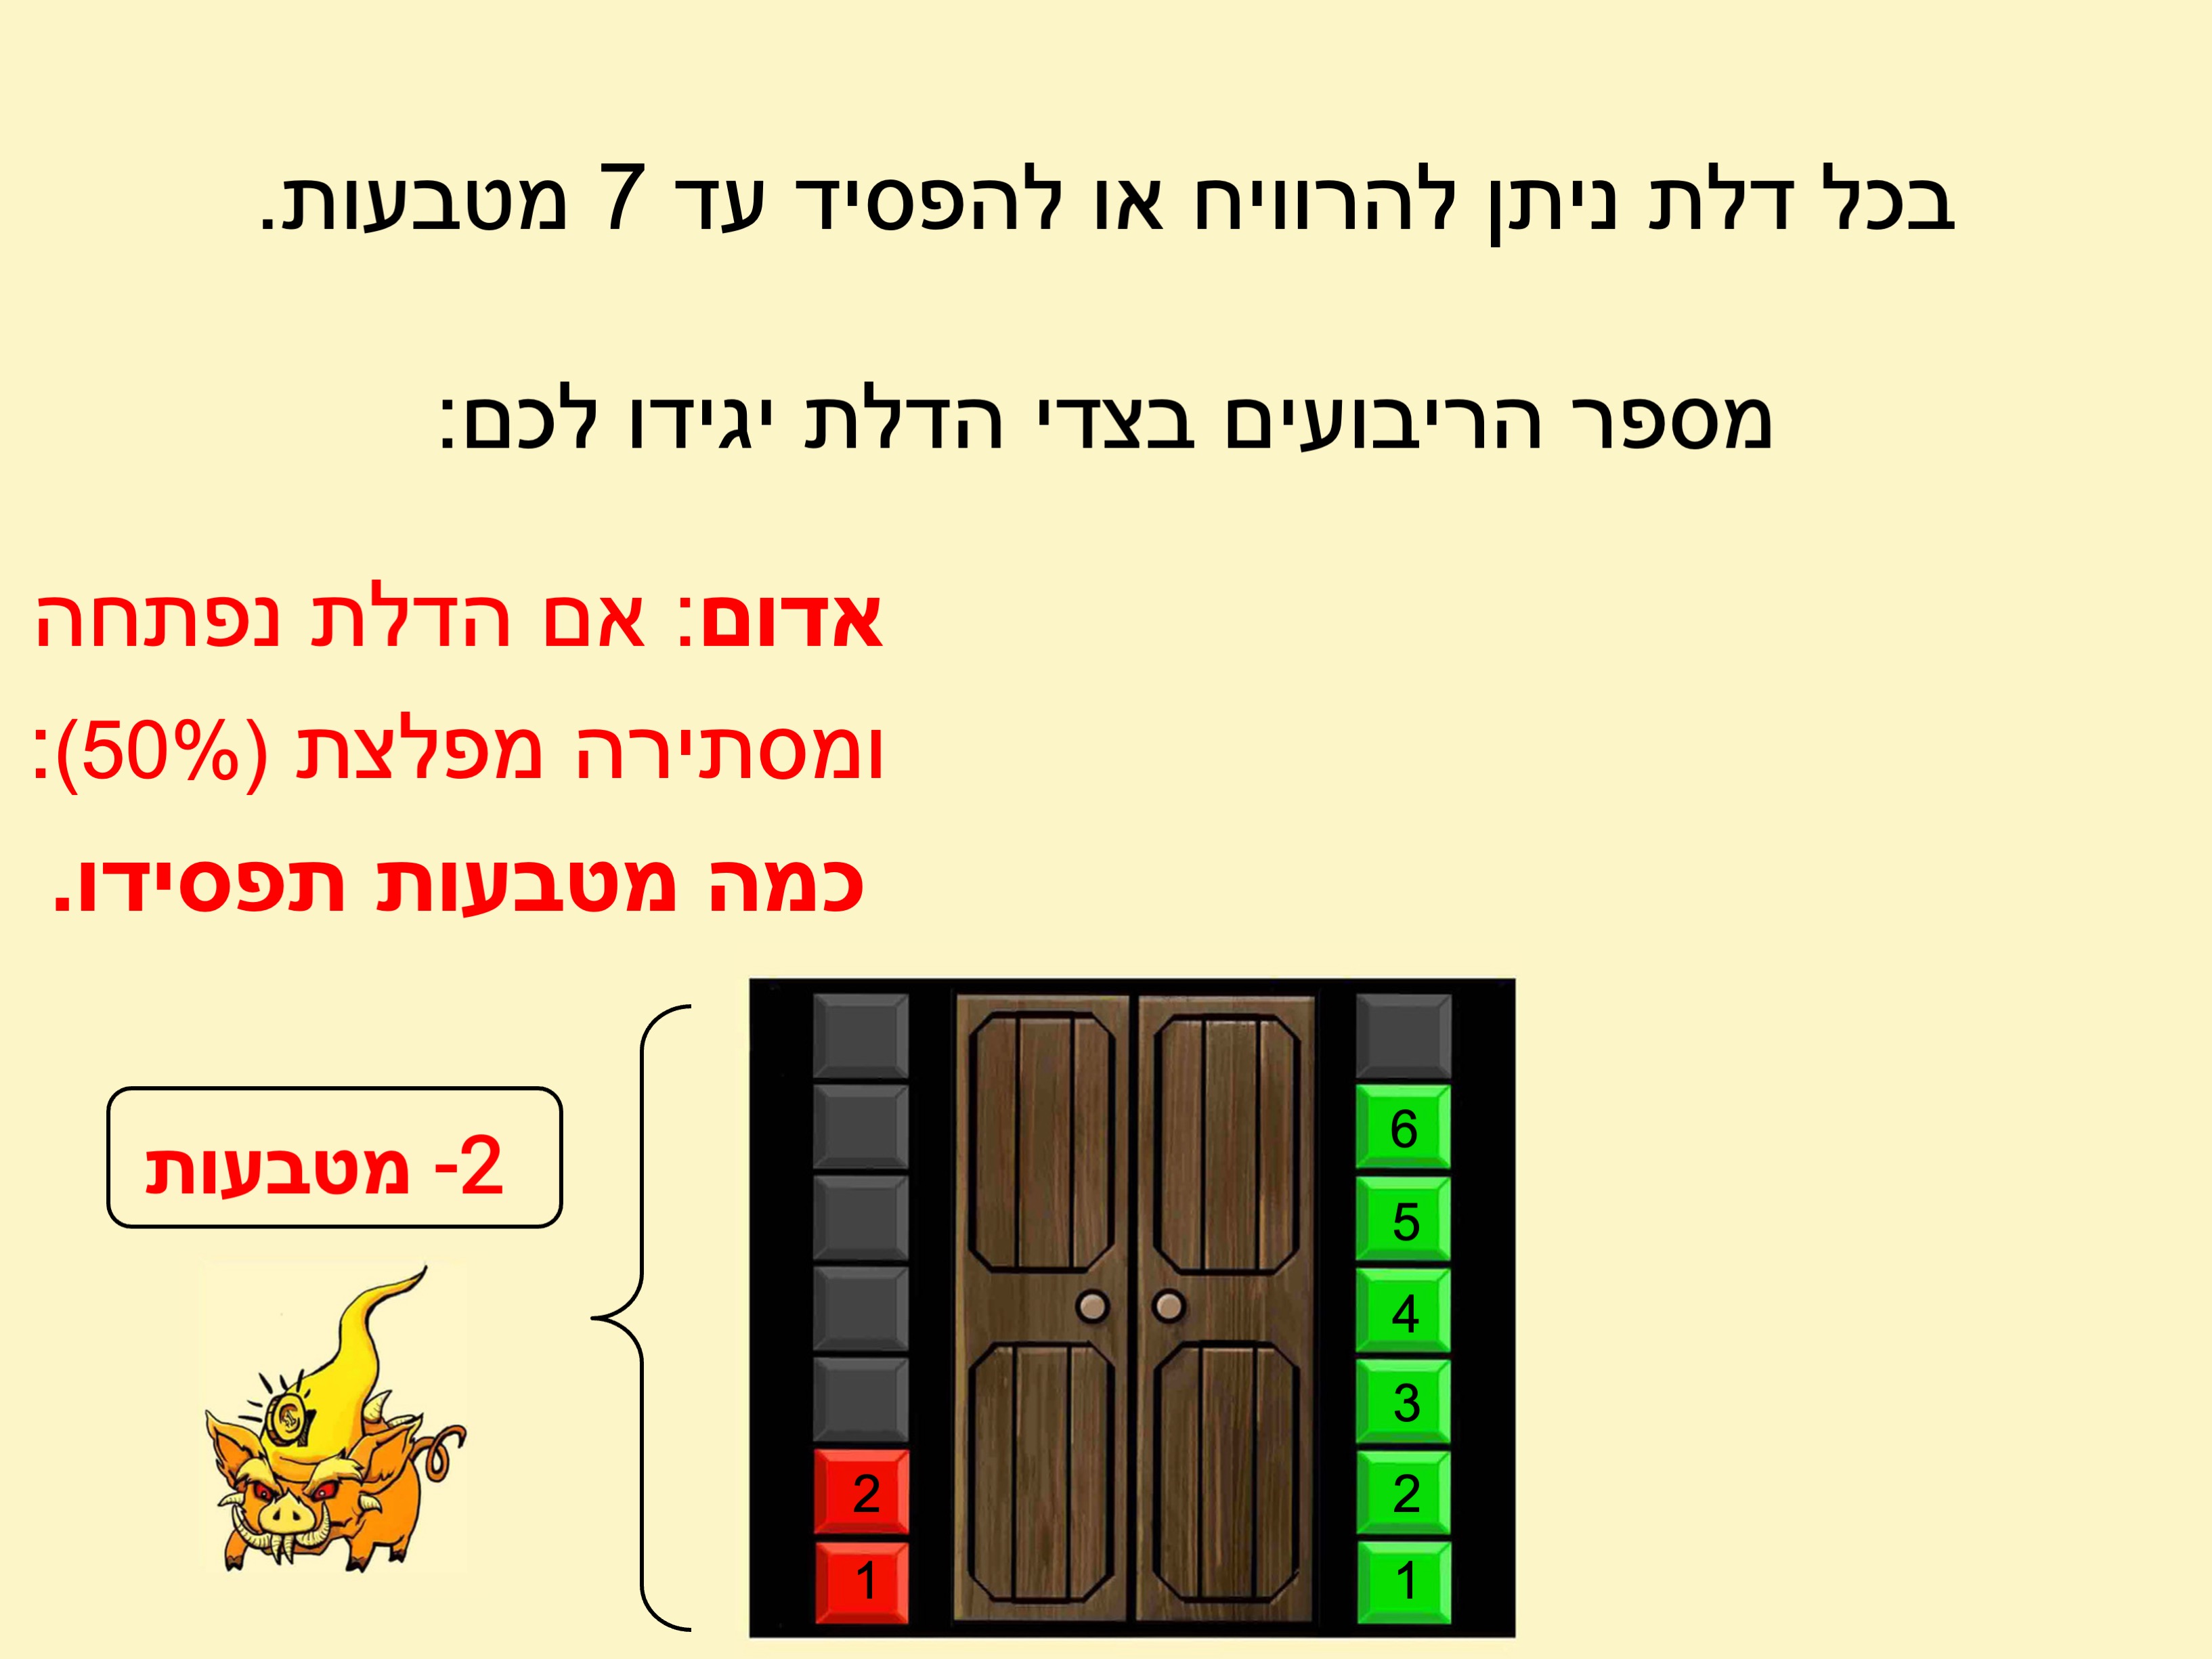 בכל דלת ניתן להרוויח או להפסיד עד 7 מטבעות.
מספר הריבועים בצדי הדלת יגידו לכם:
אדום: אם הדלת נפתחה
ומסתירה מפלצת (50%):
כמה מטבעות תפסידו.
2- מטבעות
6
5
4
3
2
1
2
1